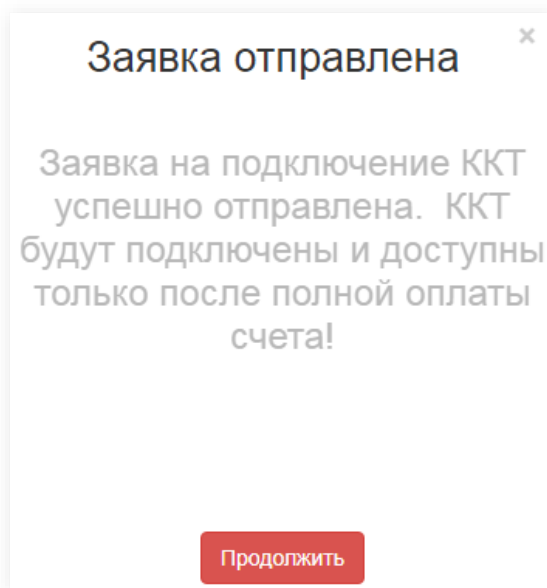 Заявка отправлена
×
Заявка на подключение ККТ
успешно отправлена.  ККТ
будут подключены и доступны
только после полной оплаты
счета!
Продолжить